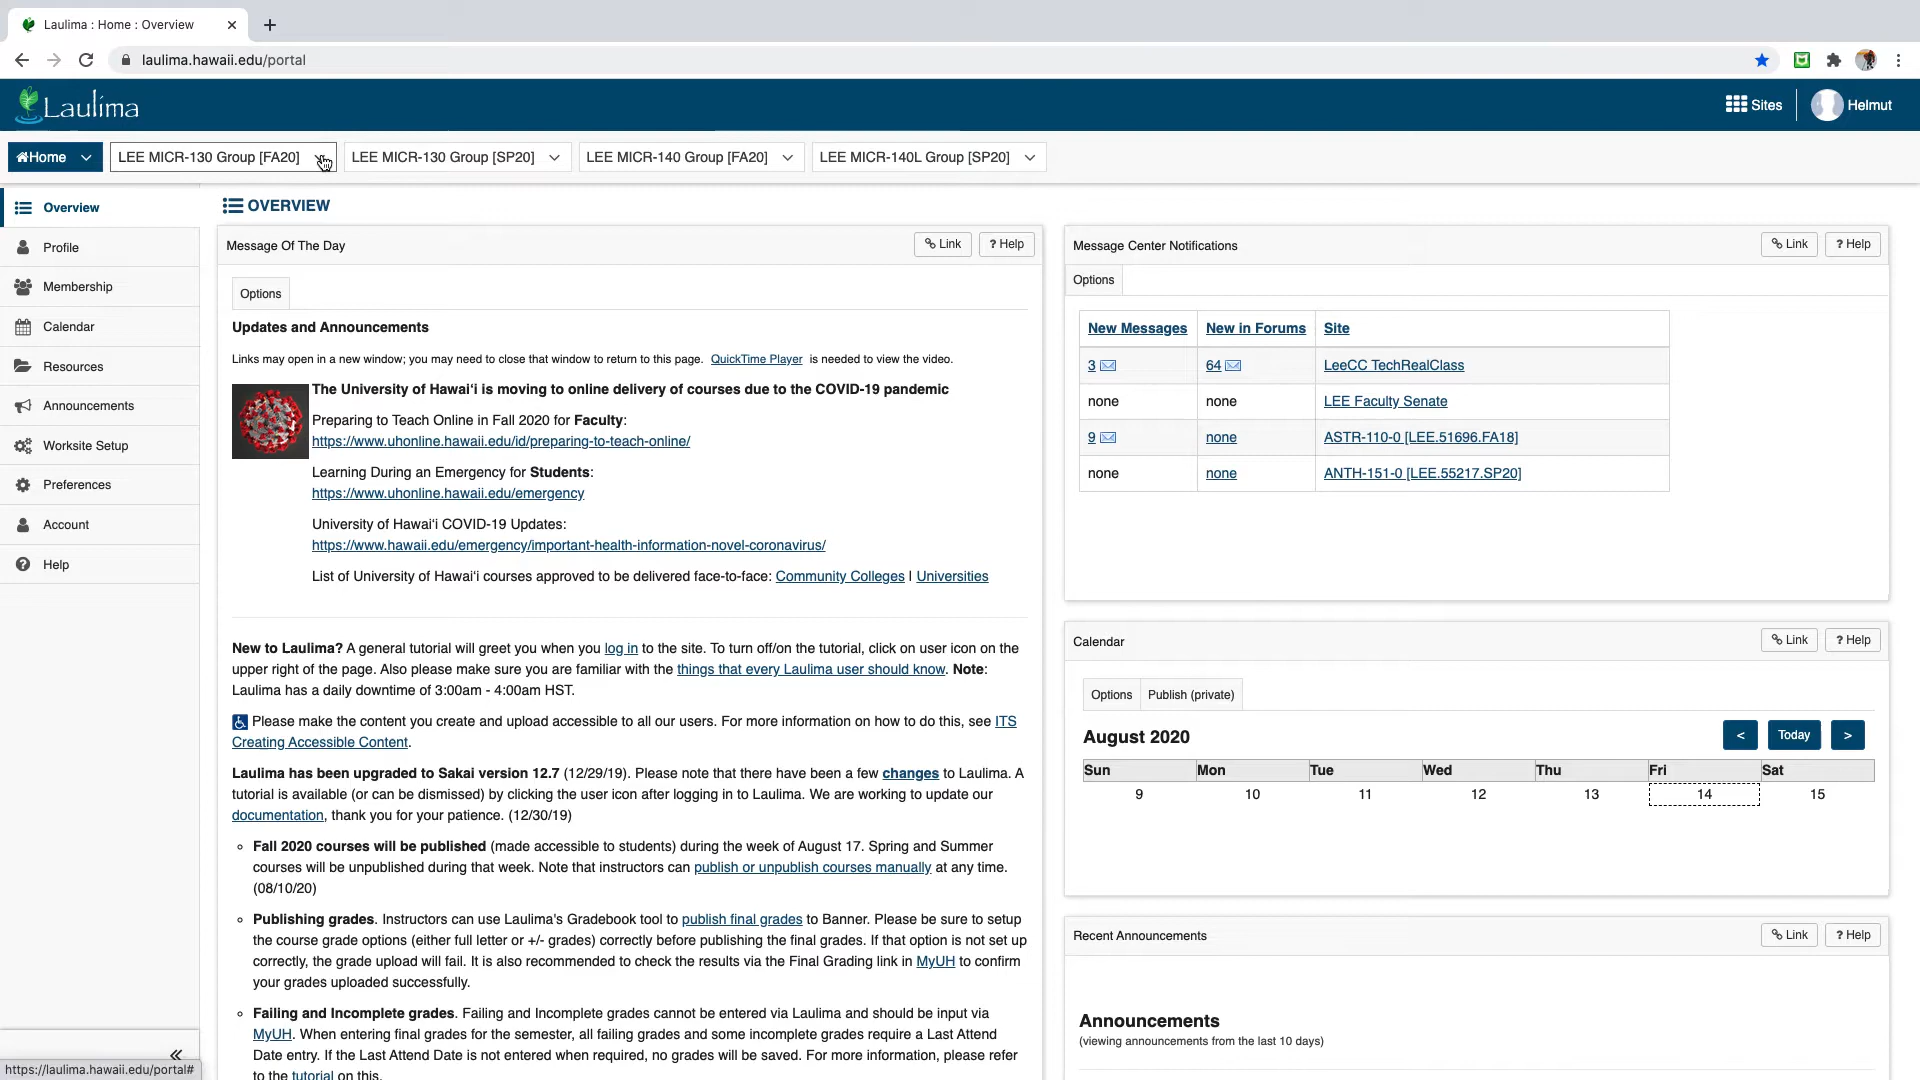 Laulima : Home : Overview
laulima.hawaii.edu/portal
Laulima
Sites
Helmut
Home
LEE MICR-130 Group [FA20]
LEE MICR-130 Group [SP20]
LEE MICR-140 Group [FA20]
LEE MICR-140L Group [SP20]
Overview
Profile
Membership
Calendar
Resources
Announcements
Worksite Setup
Preferences
Account
Help
https://laulima.hawaii.edu/portal#
OVERVIEW
Message Of The Day
Link
? Help
Options
Updates and Announcements
Links may open in a new window; you may need to close that window to return to this page. QuickTime Player is needed to view the video.
The University of Hawaiʻi is moving to online delivery of courses due to the COVID-19 pandemic
Preparing to Teach Online in Fall 2020 for Faculty:
https://www.uhonline.hawaii.edu/id/preparing-to-teach-online/
Learning During an Emergency for Students:
https://www.uhonline.hawaii.edu/emergency
University of Hawaiʻi COVID-19 Updates:
https://www.hawaii.edu/emergency/important-health-information-novel-coronavirus/
List of University of Hawaiʻi courses approved to be delivered face-to-face: Community Colleges | Universities
New to Laulima? A general tutorial will greet you when you log in to the site. To turn off/on the tutorial, click on user icon on the
upper right of the page. Also please make sure you are familiar with the things that every Laulima user should know. Note:
Laulima has a daily downtime of 3:00am - 4:00am HST.
Please make the content you create and upload accessible to all our users. For more information on how to do this, see ITS
Creating Accessible Content.
Laulima has been upgraded to Sakai version 12.7 (12/29/19). Please note that there have been a few changes to Laulima. A
tutorial is available (or can be dismissed) by clicking the user icon after logging in to Laulima. We are working to update our
documentation, thank you for your patience. (12/30/19)
Fall 2020 courses will be published (made accessible to students) during the week of August 17. Spring and Summer
courses will be unpublished during that week. Note that instructors can publish or unpublish courses manually at any time.
(08/10/20)
Publishing grades. Instructors can use Laulima's Gradebook tool to publish final grades to Banner. Please be sure to setup
the course grade options (either full letter or +/- grades) correctly before publishing the final grades. If that option is not set up
correctly, the grade upload will fail. It is also recommended to check the results via the Final Grading link in MyUH to confirm
your grades uploaded successfully.
Failing and Incomplete grades. Failing and Incomplete grades cannot be entered via Laulima and should be input via
MyUH. When entering final grades for the semester, all failing grades and some incomplete grades require a Last Attend
Date entry. If the Last Attend Date is not entered when required, no grades will be saved. For more information, please refer
to the tutorial on this.
Message Center Notifications
Link
? Help
Options
New Messages New in Forums Site
3 64 LeeCC TechRealClass
none none LEE Faculty Senate
9 none ASTR-110-0 [LEE.51696.FA18]
none none ANTH-151-0 [LEE.55217.SP20]
Calendar
Link
? Help
Options
Publish (private)
August 2020
< Today >
Sun Mon Tue Wed Thu Fri Sat
9 10 11 12 13 14 15
Recent Announcements
Link
? Help
Announcements
(viewing announcements from the last 10 days)